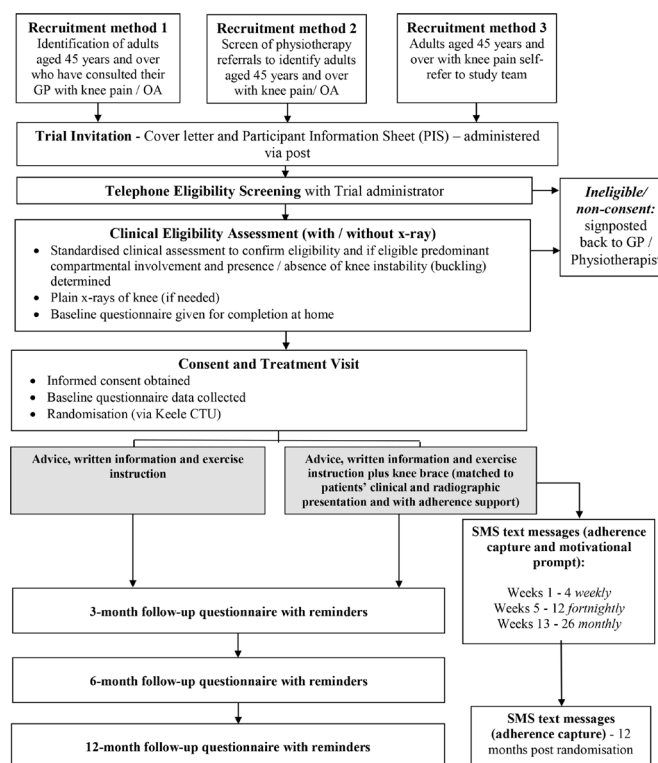 Recruitment method 1
Identification of adults
aged 45 years and over
who have consulted their
GP with knee pain / OA
Recruitment method 2
Screen of physiotherapy
referrals to identify adults
aged 45 years and over
with knee pain/ OA
Recruitment method 3
Adults aged 45 years and
over with knee pain self-
refer to study team
Trial Invitation - Cover letter and Participant Information Sheet (PIS) – administered
via post
Telephone Eligibility Screening with Trial administrator
Ineligible/
non-consent:
signposted
back to GP /
Physiotherapist
Clinical Eligibility Assessment (with / without x-ray)
• Standardised clinical assessment to confirm eligibility and if eligible predominant
compartmental involvement and presence / absence of knee instability (buckling)
determined
• Plain x-rays of knee (if needed)
• Baseline questionnaire given for completion at home
Consent and Treatment Visit
• Informed consent obtained
• Baseline questionnaire data collected
• Randomisation (via Keele CTU)
Advice, written information and exercise
instruction
Advice, written information and exercise
instruction plus knee brace (matched to
patients’ clinical and radiographic
presentation and with adherence support)
SMS text messages (adherence
capture and motivational
prompt):
Weeks 1 - 4 weekly
Weeks 5 - 12 fortnightly
Weeks 13 - 26 monthly
3-month follow-up questionnaire with reminders
6-month follow-up questionnaire with reminders
12-month follow-up questionnaire with reminders
SMS text messages
(adherence capture) - 12
months post randomisation